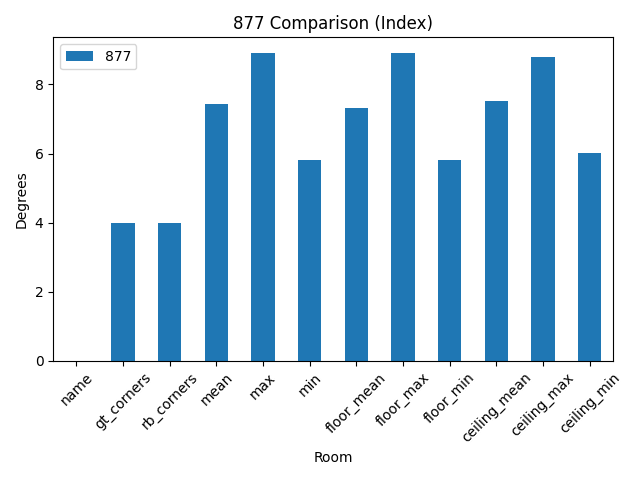 877 Comparison (Index)
877
Degrees
8
6
4
2
0
name
gt_corners
rb_corners
mean
max
min
floor_mean
floor_max
floor_min
ceiling_mean
ceiling_max
ceiling_min
Room